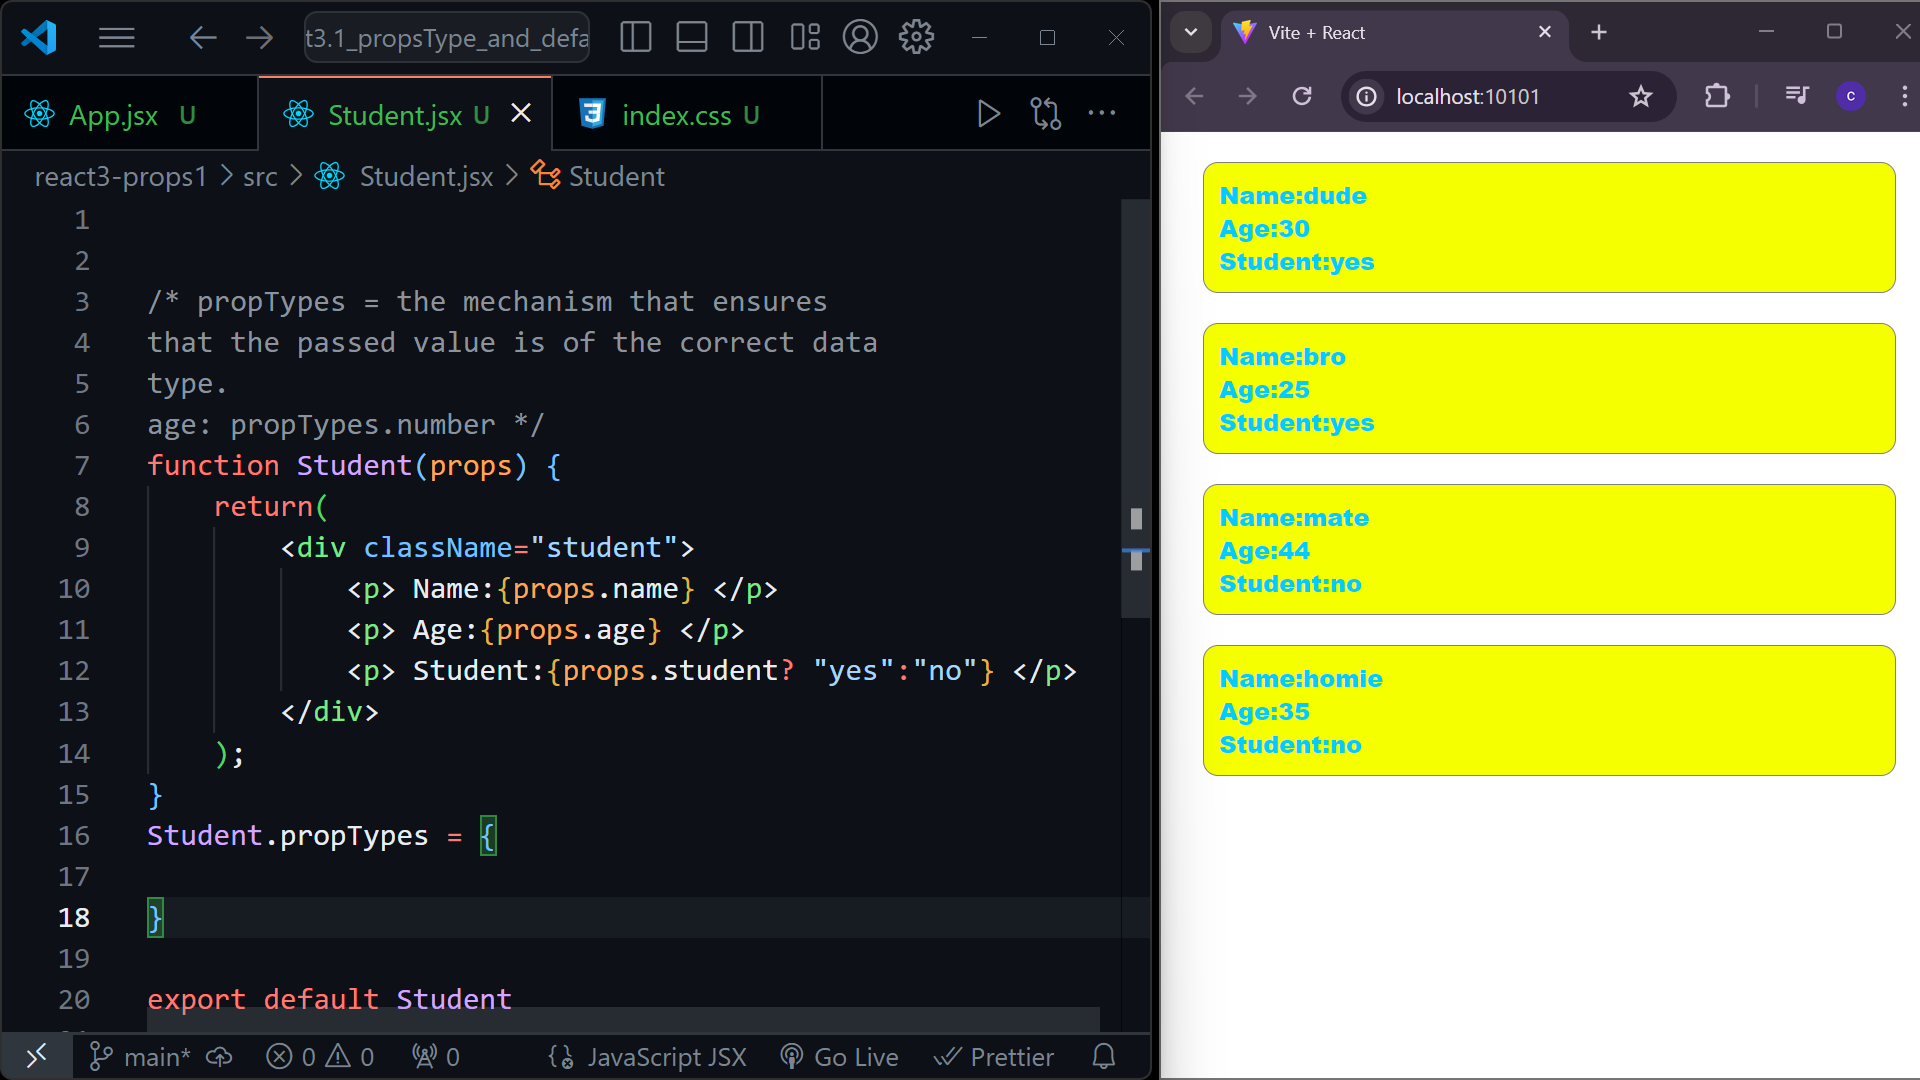 t3.1_propsType_and_defa
App.jsx U
Student.jsx U
index.css U
react3-props1 > src > Student.jsx > Student
1
2
3 /* propTypes = the mechanism that ensures
4 that the passed value is of the correct data
5 type.
6 age: propTypes.number */
7 function Student(props) {
8 return(
9 <div className="student">
10 <p> Name:{props.name} </p>
11 <p> Age:{props.age} </p>
12 <p> Student:{props.student? "yes":"no"} </p>
13 </div>
14 );
15 }
16 Student.propTypes = {
17
18 }
19
20 export default Student
main* 0 0 0 JavaScript JSX Go Live Prettier
Vite + React
localhost:10101
c
Name:dude
Age:30
Student:yes
Name:bro
Age:25
Student:yes
Name:mate
Age:44
Student:no
Name:homie
Age:35
Student:no